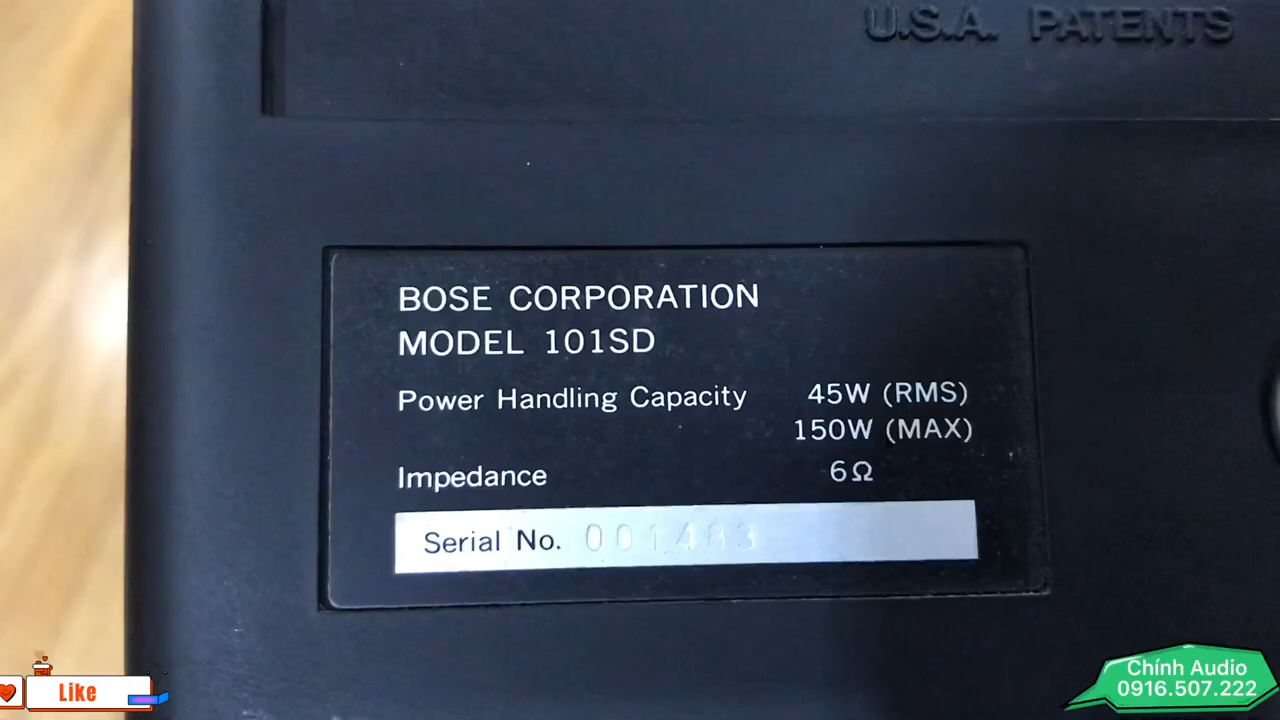 U.S.A. PATENTS
BOSE CORPORATION
MODEL 101SD
Power Handling Capacity 45W (RMS)
150W (MAX)
Impedance 6Ω
Serial No. 001483
Like
Chính Audio
0916.507.222